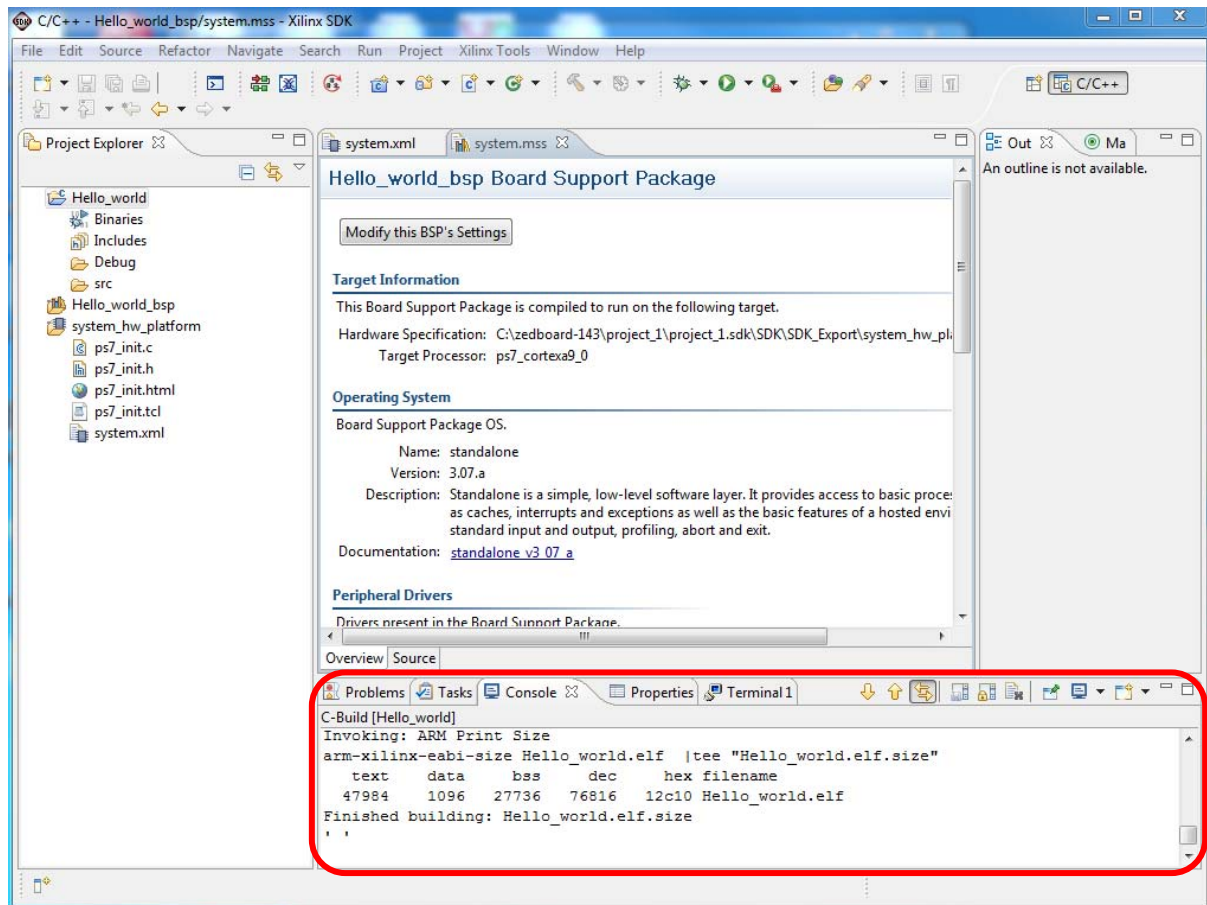 C/C++ - Hello_world_bsp/system.mss - Xilinx SDK
File Edit Source Refactor Navigate Search Run Project Xilinx Tools Window Help
C/C++
Project Explorer
Hello_world
Binaries
Includes
Debug
src
Hello_world_bsp
system_hw_platform
ps7_init.c
ps7_init.h
ps7_init.html
ps7_init.tcl
system.xml
system.xml system.mss
Hello_world_bsp Board Support Package
Modify this BSP's Settings
Target Information
This Board Support Package is compiled to run on the following target.
Hardware Specification: C:\zedboard-143\project_1\project_1.sdk\SDK\SDK_Export\system_hw_pl
Target Processor: ps7_cortexa9_0
Operating System
Board Support Package OS.
Name: standalone
Version: 3.07.a
Description: Standalone is a simple, low-level software layer. It provides access to basic proce
as caches, interrupts and exceptions as well as the basic features of a hosted envi
standard input and output, profiling, abort and exit.
Documentation: standalone_v3_07_a
Peripheral Drivers
Drivers present in the Board Support Package.
Overview Source
Out Ma
An outline is not available.
Problems Tasks Console Properties Terminal 1
C-Build [Hello_world]
Invoking: ARM Print Size
arm-xilinx-eabi-size Hello_world.elf |tee "Hello_world.elf.size"
text data bss dec hex filename
47984 1096 27736 76816 12c10 Hello_world.elf
Finished building: Hello_world.elf.size
' '